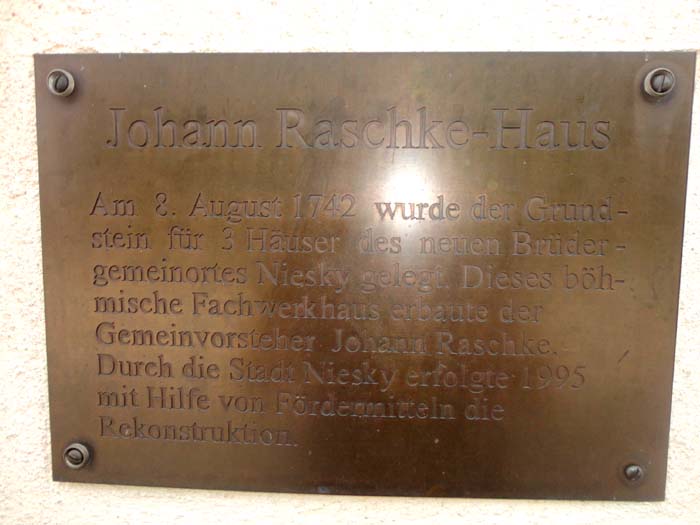 Johann Raschke-Haus
Am 8. August 1742 wurde der Grund-
stein für 3 Häuser des neuen Brüder-
gemeinortes Niesky gelegt. Dieses böh-
mische Fachwerkhaus erbaute der
Gemeinvorsteher Johann Raschke.
Durch die Stadt Niesky erfolgte 1995
mit Hilfe von Fördermitteln die
Rekonstruktion.